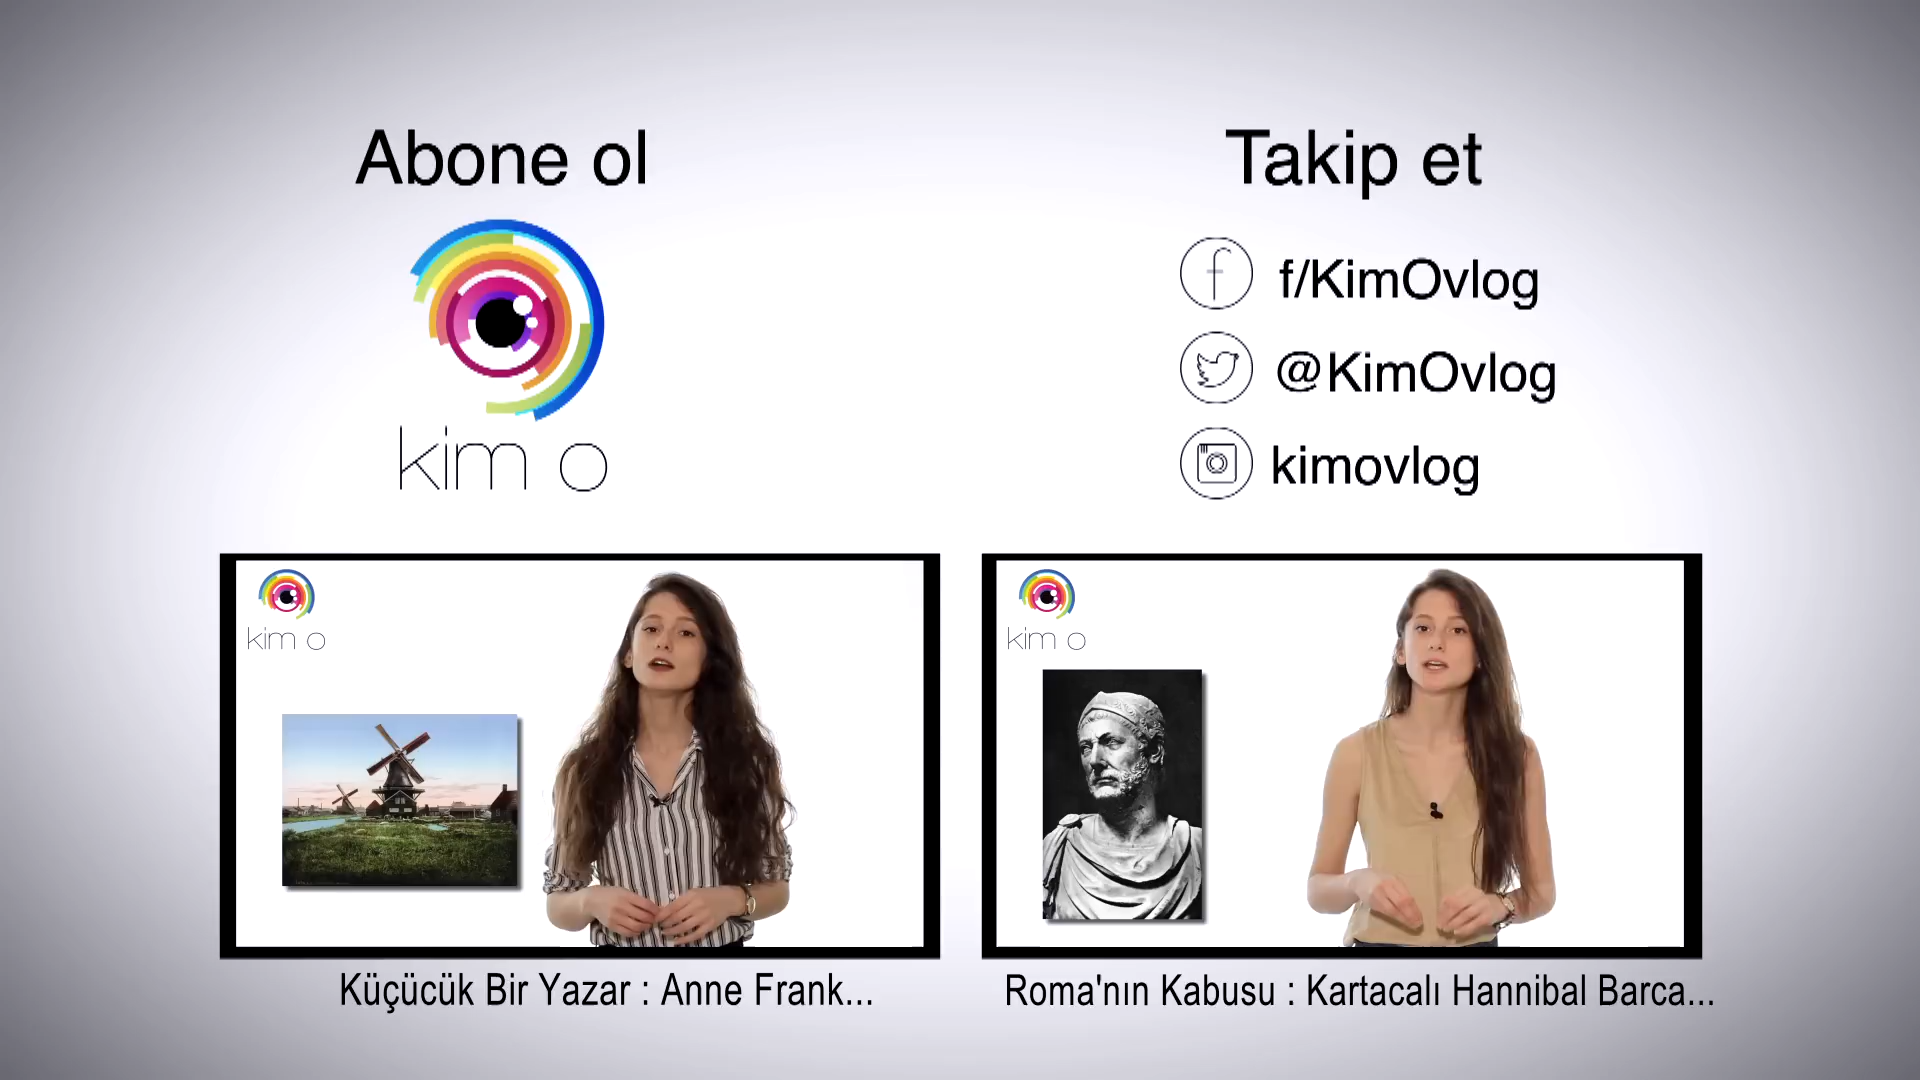 Abone ol
kim o
Takip et
f/KimOvlog
@KimOvlog
kimovlog
kim o
kim o
Küçücük Bir Yazar : Anne Frank...
Roma'nın Kabusu : Kartacalı Hannibal Barca...